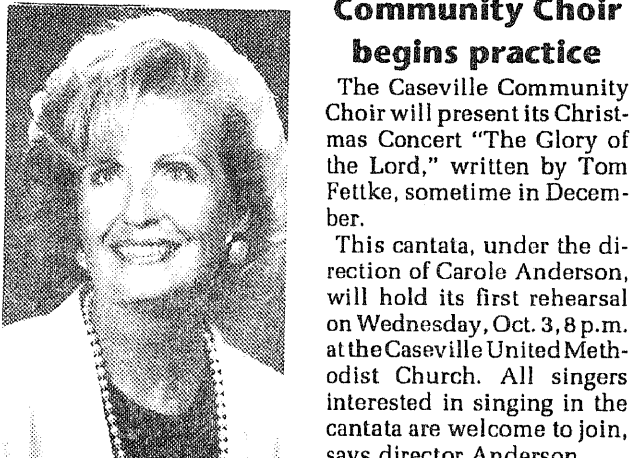 Community Choir
begins practice
The Caseville Community
Choir will present its Christ-
mas Concert "The Glory of
the Lord," written by Tom
Fettke, sometime in Decem-
ber.
This cantata, under the di-
rection of Carole Anderson,
will hold its first rehearsal
on Wednesday, Oct. 3, 8 p.m.
at the Caseville United Meth-
odist Church. All singers
interested in singing in the
cantata are welcome to join,
says director Anderson.